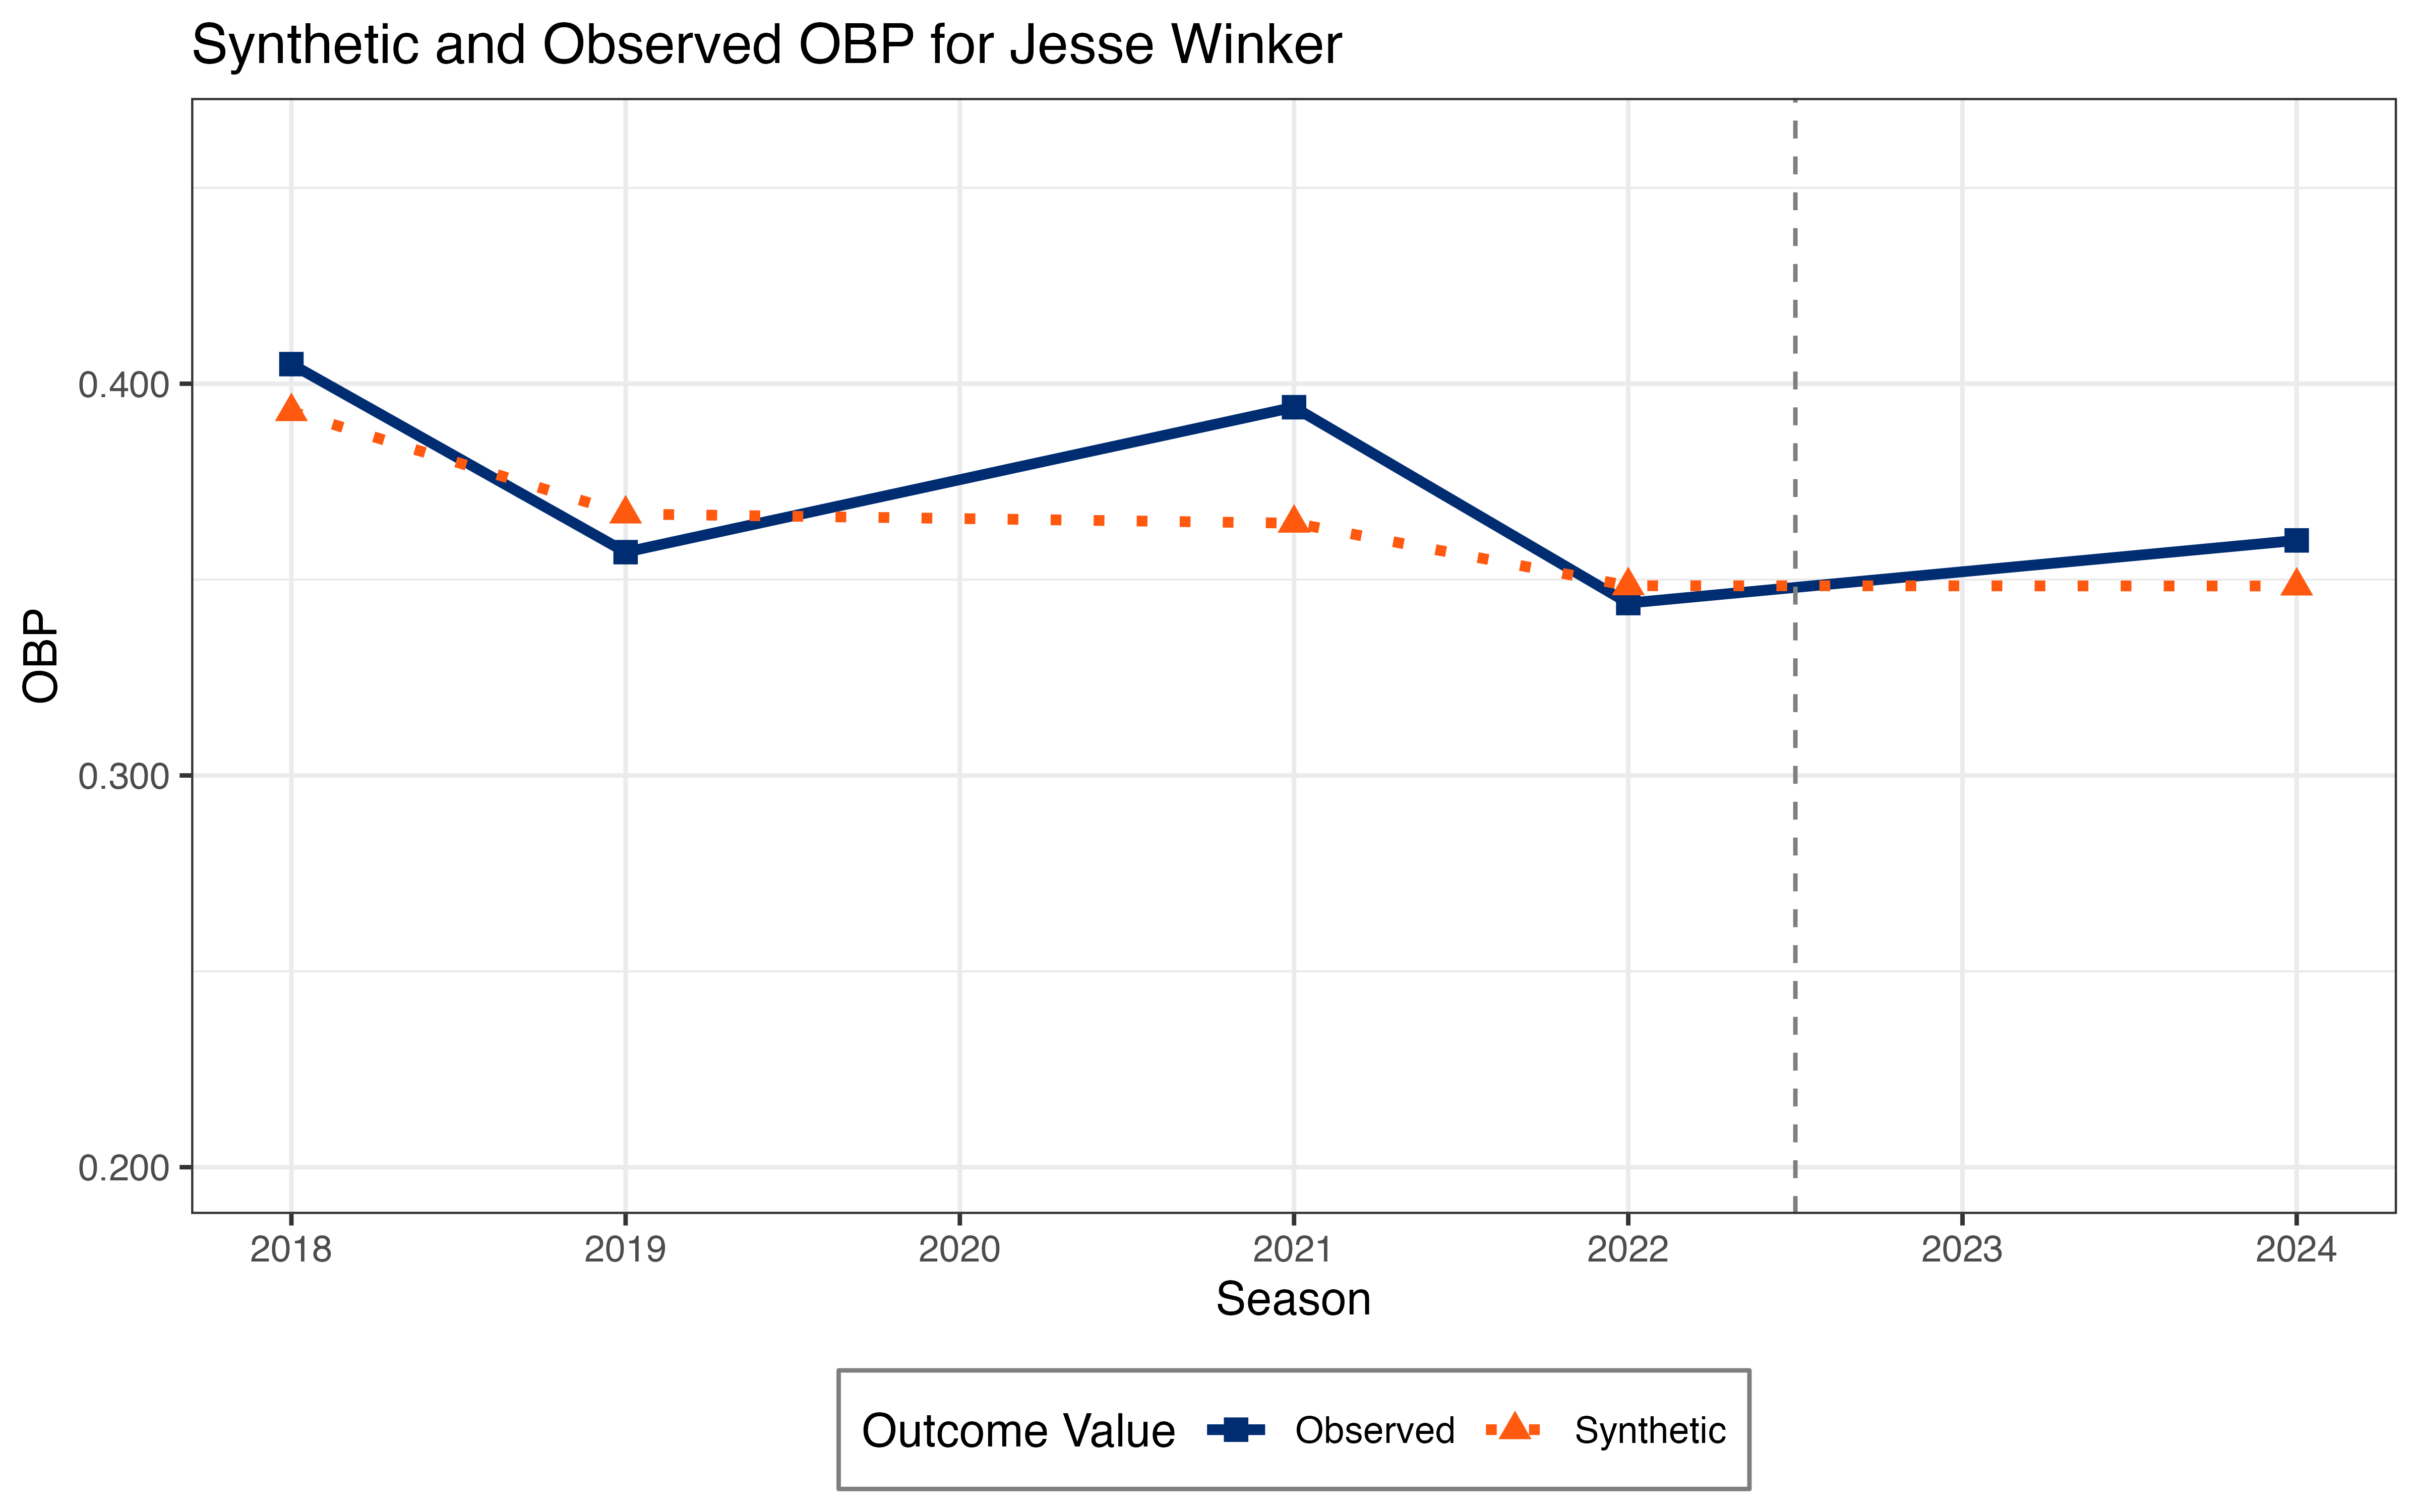 Synthetic and Observed OBP for Jesse Winker
OBP
0.400
0.300
0.200
2018 2019 2020 2021 2022 2023 2024
Season
Outcome Value Observed Synthetic